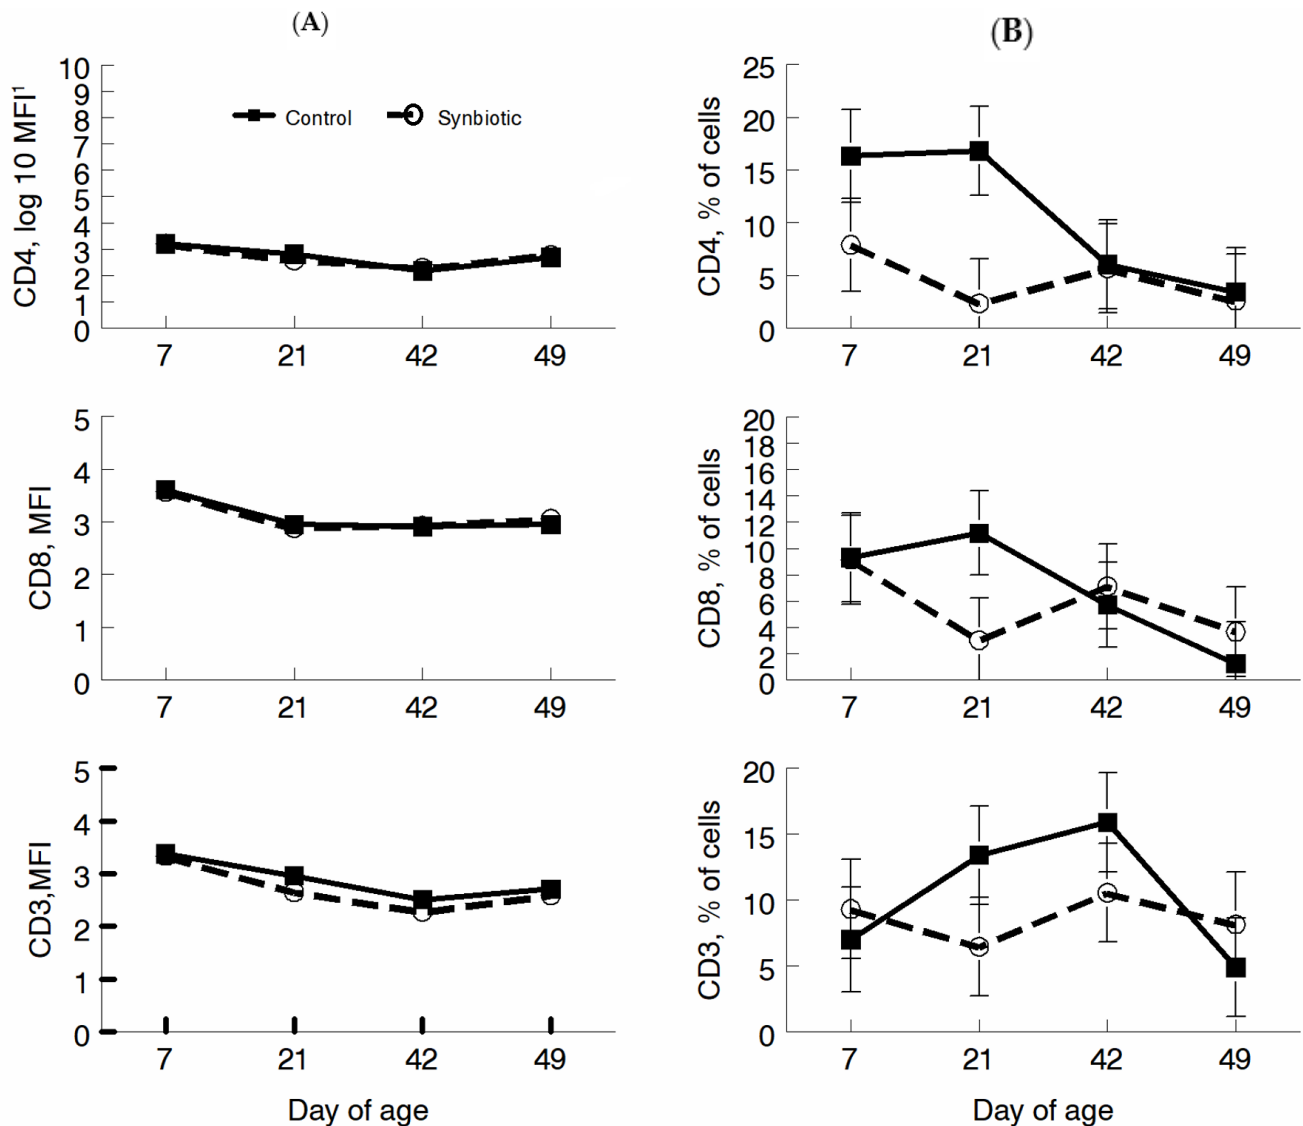 (A)
(B)
CD4, log 10 MFI¹
10
9
8
7
6
5
4
3
2
1
0
Control
Synbiotic
7 21 42 49
CD4, % of cells
25
20
15
10
5
0
7 21 42 49
CD8, MFI
5
4
3
2
1
0
7 21 42 49
CD8, % of cells
20
18
16
14
12
10
8
6
4
2
0
7 21 42 49
CD3,MFI
5
4
3
2
1
0
7 21 42 49
Day of age
CD3, % of cells
20
15
10
5
0
7 21 42 49
Day of age